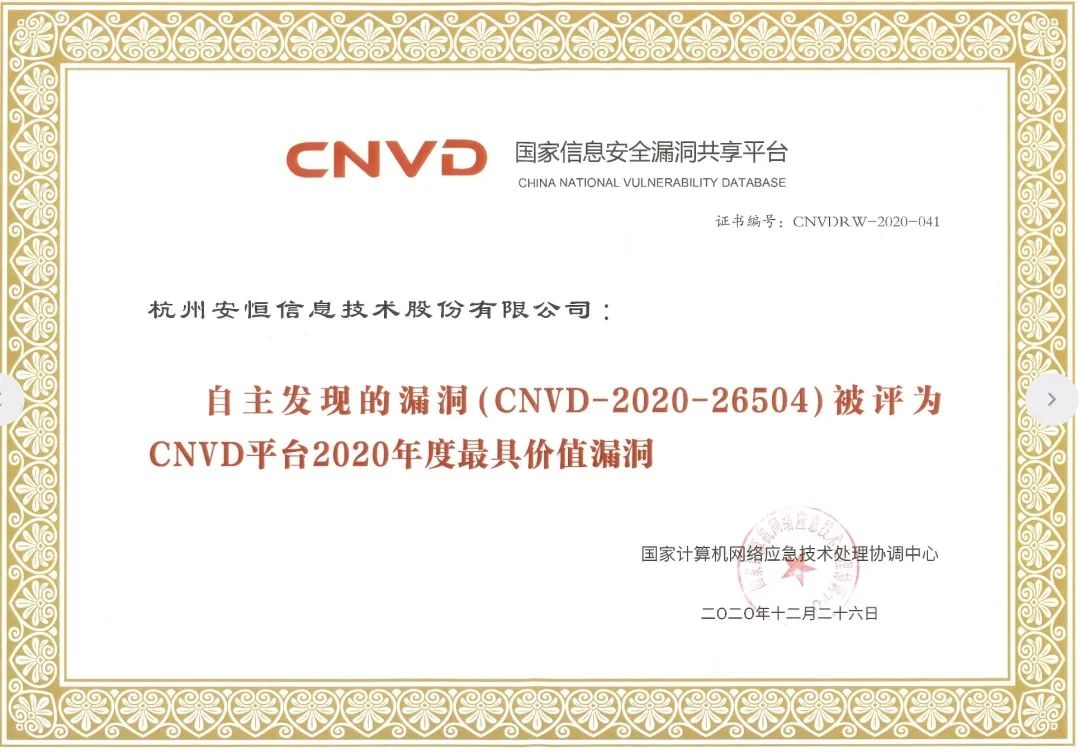 CNVD 国家信息安全漏洞共享平台
CHINA NATIONAL VULNERABILITY DATABASE
证书编号：CNVDRW-2020-041
杭州安恒信息技术股份有限公司：
自主发现的漏洞(CNVD-2020-26504)被评为
CNVD平台2020年度最具价值漏洞
国家计算机网络应急技术处理协调中心
二〇二〇年十二月二十六日